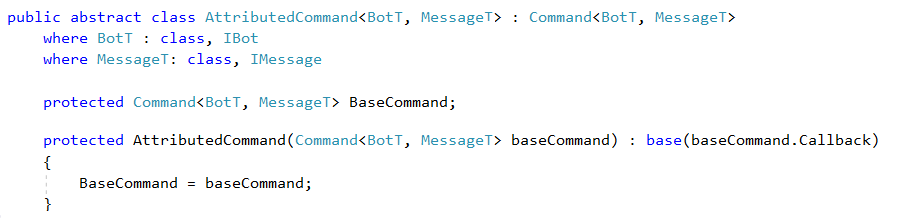 public abstract class AttributedCommand<BotT, MessageT> : Command<BotT, MessageT>
    where BotT : class, IBot
    where MessageT: class, IMessage
    protected Command<BotT, MessageT> BaseCommand;
    protected AttributedCommand(Command<BotT, MessageT> baseCommand) : base(baseCommand.Callback)
    {
        BaseCommand = baseCommand;
    }